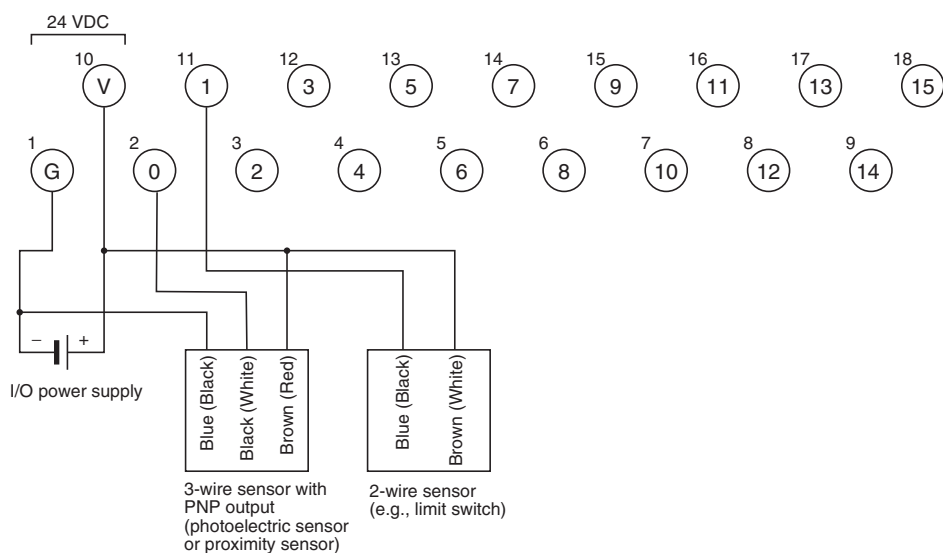 24 VDC
10 11 12 13 14 15 16 17 18
V 1 3 5 7 9 11 13 15
1 2 3 4 5 6 7 8 9
G 0 2 4 6 8 10 12 14
− +
I/O power supply
Blue (Black)
Black (White)
Brown (Red)
Blue (Black)
Brown (White)
3-wire sensor with
PNP output
(photoelectric sensor
or proximity sensor)
2-wire sensor
(e.g., limit switch)